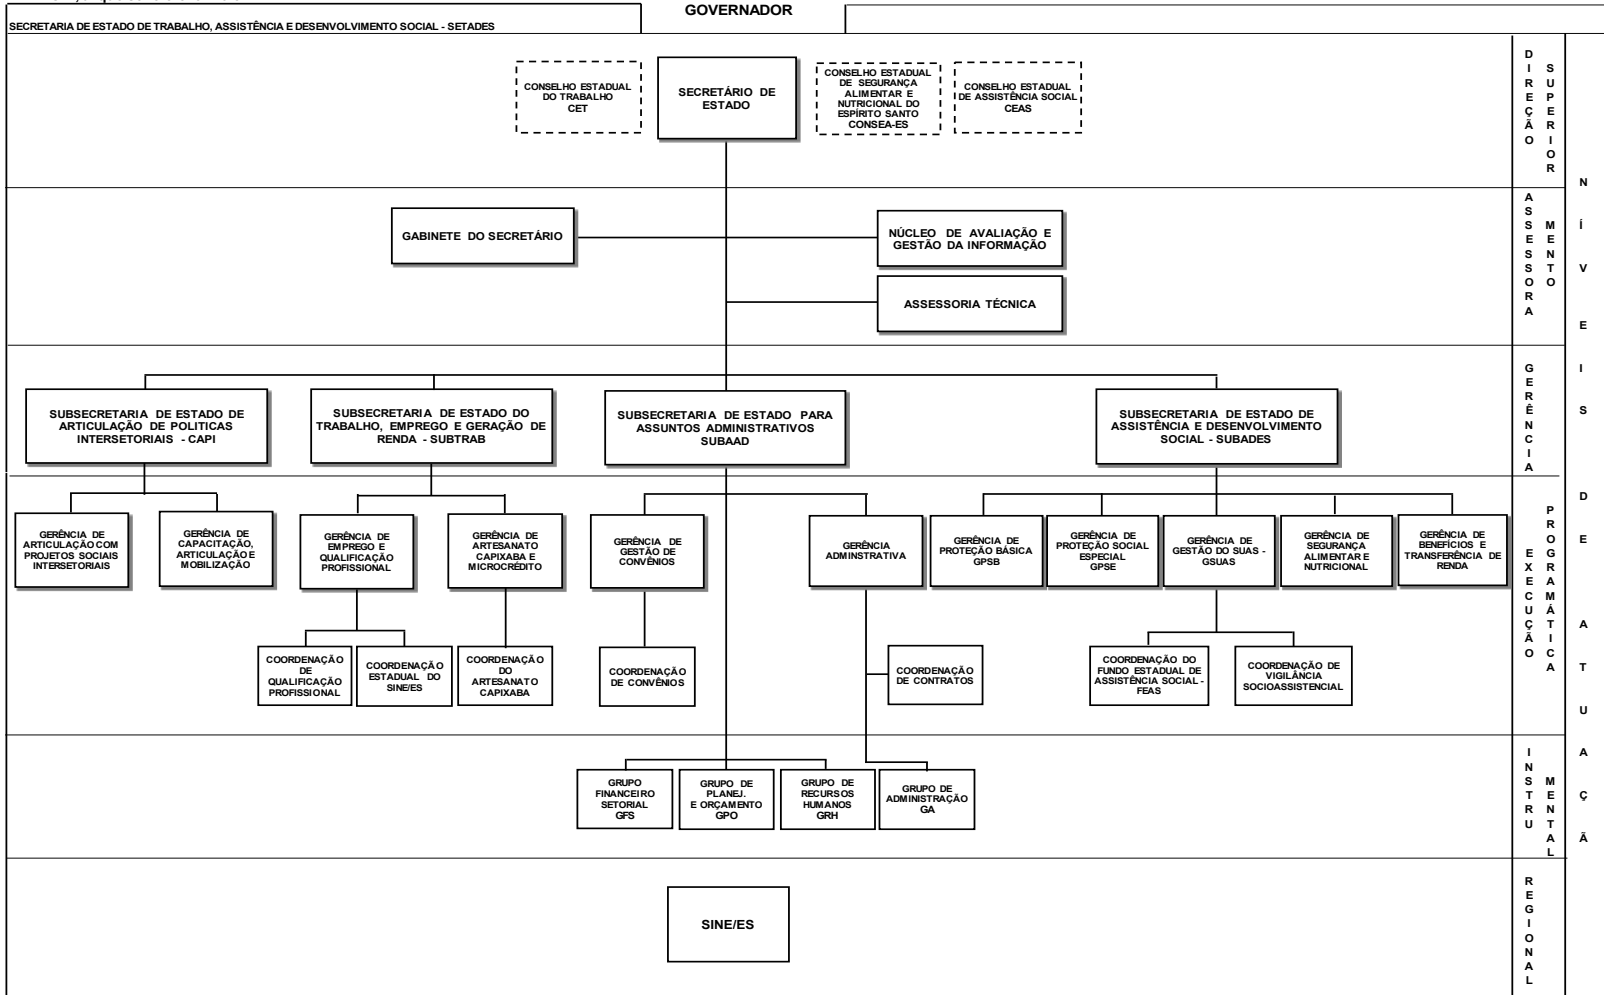 GOVERNADOR
SECRETARIA DE ESTADO DE TRABALHO, ASSISTÊNCIA E DESENVOLVIMENTO SOCIAL - SETADES
CONSELHO ESTADUAL
DO TRABALHO
CET
SECRETÁRIO DE
ESTADO
CONSELHO ESTADUAL
DE SEGURANÇA
ALIMENTAR E
NUTRICIONAL DO
ESPÍRITO SANTO
CONSEA-ES
CONSELHO ESTADUAL
DE ASSISTÊNCIA SOCIAL
CEAS
DIREÇÃO
SUPERIOR
GABINETE DO SECRETÁRIO
NÚCLEO DE AVALIAÇÃO E
GESTÃO DA INFORMAÇÃO
ASSESSORIA TÉCNICA
ASSESSORA
MENTO
SUBSECRETARIA DE ESTADO DE
ARTICULAÇÃO DE POLITICAS
INTERSETORIAIS - CAPI
SUBSECRETARIA DE ESTADO DO
TRABALHO, EMPREGO E GERAÇÃO DE
RENDA - SUBTRAB
SUBSECRETARIA DE ESTADO PARA
ASSUNTOS ADMINISTRATIVOS
SUBAAD
SUBSECRETARIA DE ESTADO DE
ASSISTÊNCIA E DESENVOLVIMENTO
SOCIAL - SUBADES
GERÊNCIA
GERÊNCIA DE
ARTICULAÇÃO COM
PROJETOS SOCIAIS
INTERSETORIAIS
GERÊNCIA DE
CAPACITAÇÃO,
ARTICULAÇÃO E
MOBILIZAÇÃO
GERÊNCIA DE
EMPREGO E
QUALIFICAÇÃO
PROFISSIONAL
GERÊNCIA DE
ARTESANATO
CAPIXABA E
MICROCRÉDITO
GERÊNCIA DE
GESTÃO DE
CONVÊNIOS
GERÊNCIA
ADMINSTRATIVA
GERÊNCIA DE
PROTEÇÃO BÁSICA
GPSB
GERÊNCIA DE
PROTEÇÃO SOCIAL
ESPECIAL
GPSE
GERÊNCIA DE
GESTÃO DO SUAS -
GSUAS
GERÊNCIA DE
SEGURANÇA
ALIMENTAR E
NUTRICIONAL
GERÊNCIA DE
BENEFÍCIOS E
TRANSFERÊNCIA DE
RENDA
COORDENAÇÃO
DE
QUALIFICAÇÃO
PROFISSIONAL
COORDENAÇÃO
ESTADUAL DO
SINE/ES
COORDENAÇÃO
DO
ARTESANATO
CAPIXABA
COORDENAÇÃO
DE CONVÊNIOS
COORDENAÇÃO
DE CONTRATOS
COORDENAÇÃO DO
FUNDO ESTADUAL DE
ASSISTÊNCIA SOCIAL -
FEAS
COORDENAÇÃO DE
VIGILÂNCIA
SOCIOASSISTENCIAL
EXECUÇÃO
PROGRAMÁTICA
GRUPO
FINANCEIRO
SETORIAL
GFS
GRUPO DE
PLANEJ.
E ORÇAMENTO
GPO
GRUPO DE
RECURSOS
HUMANOS
GRH
GRUPO DE
ADMINISTRAÇÃO
GA
INSTRU
MENTAL
SINE/ES
REGIONAL
NÍVEIS DE ATUAÇÃ